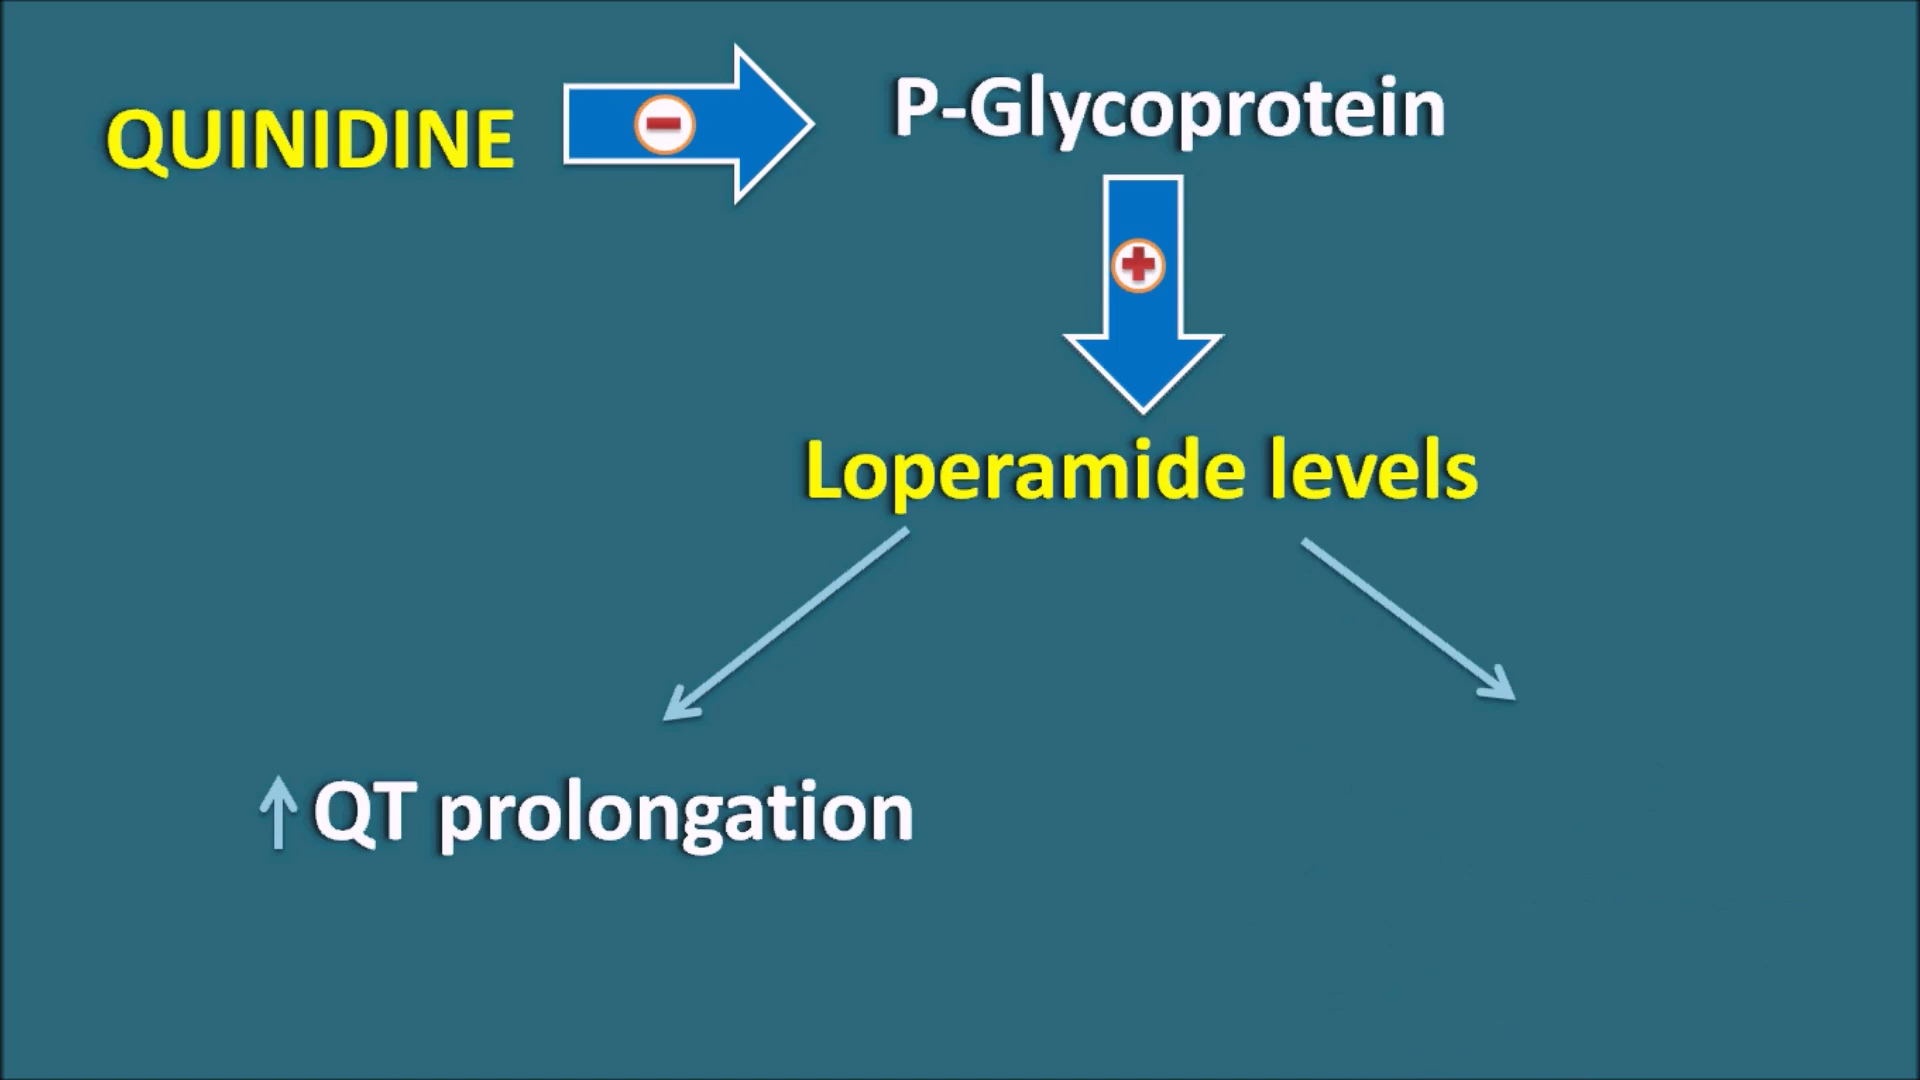 QUINIDINE
P-Glycoprotein
Loperamide levels
↑ QT prolongation